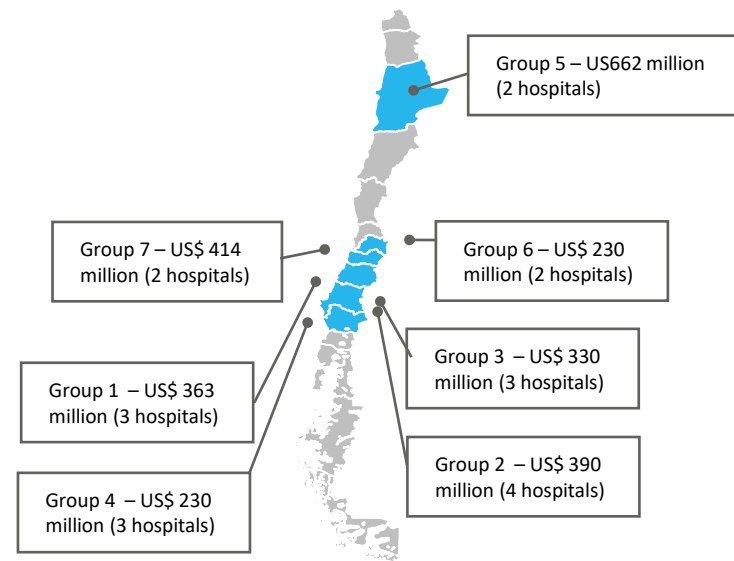 Group 5 – US662 million
(2 hospitals)
Group 7 – US$ 414
million (2 hospitals)
Group 6 – US$ 230
million (2 hospitals)
Group 3 – US$ 330
million (3 hospitals)
Group 1 – US$ 363
million (3 hospitals)
Group 2 – US$ 390
million (4 hospitals)
Group 4 – US$ 230
million (3 hospitals)